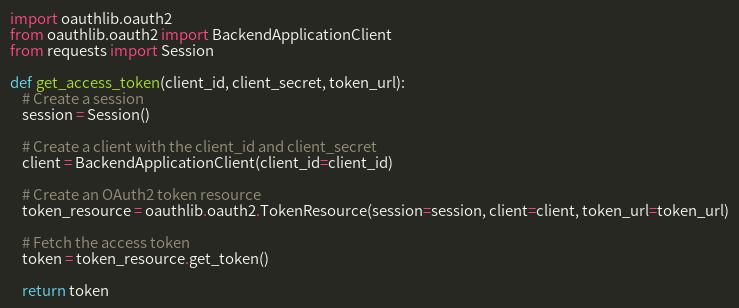 import oauthlib.oauth2
from oauthlib.oauth2 import BackendApplicationClient
from requests import Session
def get_access_token(client_id, client_secret, token_url):
# Create a session
session = Session()
# Create a client with the client_id and client_secret
client = BackendApplicationClient(client_id=client_id)
# Create an OAuth2 token resource
token_resource = oauthlib.oauth2.TokenResource(session=session, client=client, token_url=token_url)
# Fetch the access token
token = token_resource.get_token()
return token